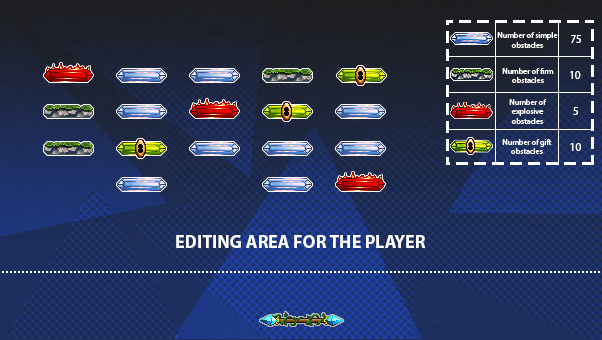 Number of simple
obstacles
75
Number of firm
obstacles
10
Number of
explosive
obstacles
5
Number of gift
obstacles
10
EDITING AREA FOR THE PLAYER